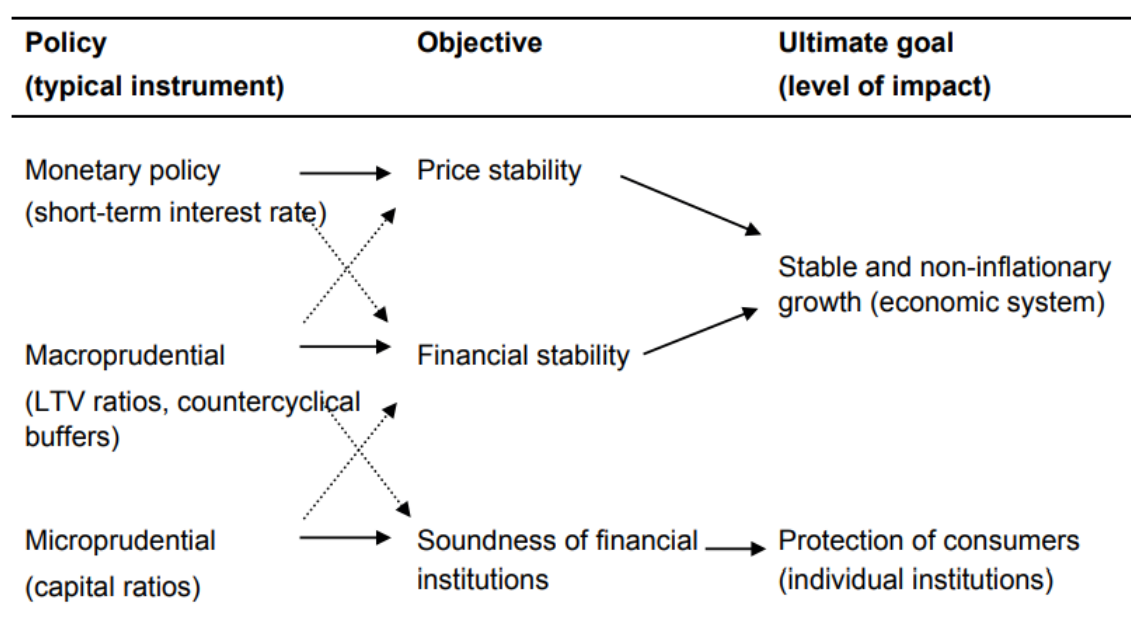 Policy
(typical instrument)
Objective
Ultimate goal
(level of impact)
Monetary policy
(short-term interest rate)
Price stability
Stable and non-inflationary
growth (economic system)
Macroprudential
(LTV ratios, countercyclical
buffers)
Financial stability
Microprudential
(capital ratios)
Soundness of financial
institutions
Protection of consumers
(individual institutions)